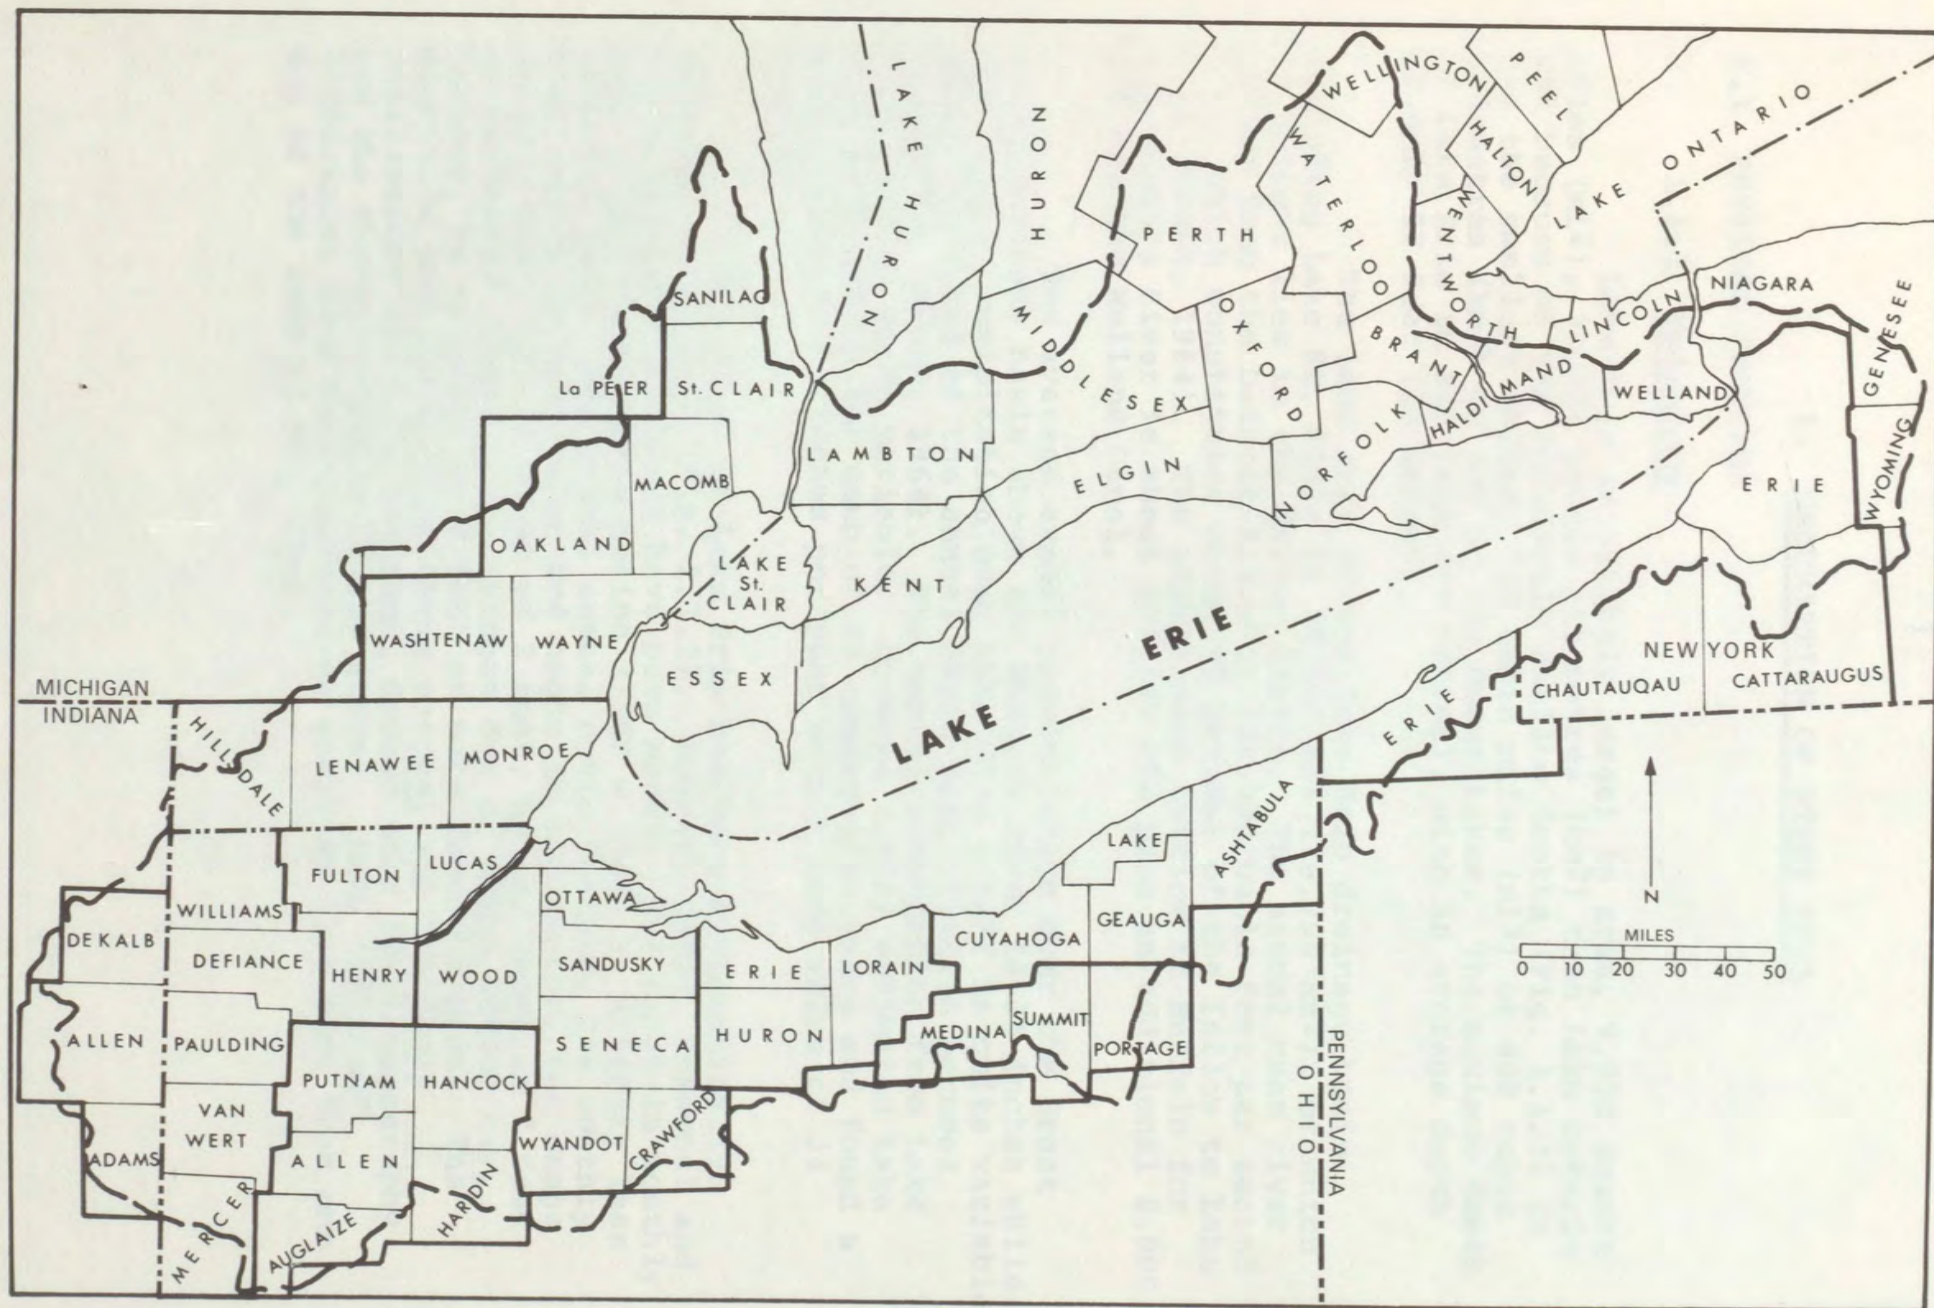 LAKE HURON
HURON
WELLINGTON
PEEL
HALTON
LAKE ONTARIO
WATERLOO
WENTWORTH
PERTH
SANILAC
MIDDLESEX
OXFORD
BRANT
LINCOLN
NIAGARA
GENESEE
La PEER
St. CLAIR
HALDIMAND
WELLAND
LAMBTON
ELGIN
NORFOLK
WYOMING
MACOMB
ERIE
OAKLAND
LAKE
St.
CLAIR
KENT
WASHTENAW
WAYNE
ESSEX
LAKE ERIE
NEW YORK
CHAUTAUQAU
CATTARAUGUS
MICHIGAN
INDIANA
HILLSDALE
LENAWEE
MONROE
ERIE
N
MILES
0 10 20 30 40 50
ASHTABULA
LAKE
GEAUGA
FULTON
LUCAS
OTTAWA
WILLIAMS
DEKALB
DEFIANCE
HENRY
WOOD
SANDUSKY
ERIE
LORAIN
CUYAHOGA
ALLEN
PAULDING
SENECA
HURON
MEDINA
SUMMIT
PORTAGE
PENNSYLVANIA
OHIO
PUTNAM
HANCOCK
VAN
WERT
ADAMS
ALLEN
WYANDOT
CRAWFORD
MERCER
AUGLAIZE
HARDIN